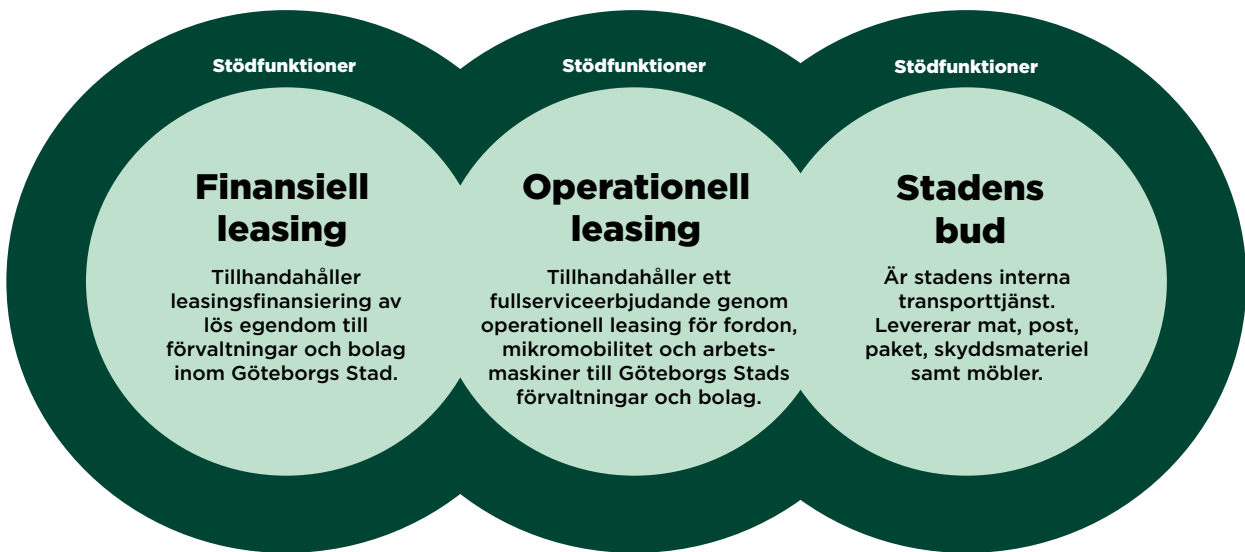 Stödfunktioner
Finansiell
leasing
Tillhandahåller
leasingsfinansiering av
lös egendom till
förvaltningar och bolag
inom Göteborgs Stad.
Stödfunktioner
Operationell
leasing
Tillhandahåller ett
fullserviceerbjudande genom
operationell leasing för fordon,
mikromobilitet och arbets-
maskiner till Göteborgs Stads
förvaltningar och bolag.
Stödfunktioner
Stadens
bud
Är stadens interna
transporttjänst.
Levererar mat, post,
paket, skyddsmateriel
samt möbler.